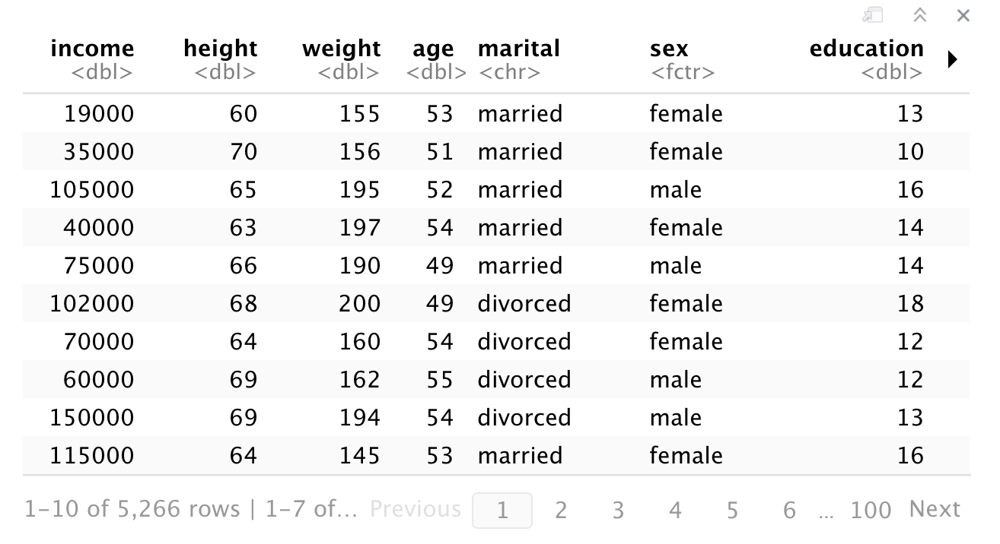 income height weight age marital sex education
<dbl> <dbl> <dbl> <dbl> <chr> <fctr> <dbl>
19000 60 155 53 married female 13
35000 70 156 51 married female 10
105000 65 195 52 married male 16
40000 63 197 54 married female 14
75000 66 190 49 married male 14
102000 68 200 49 divorced female 18
70000 64 160 54 divorced female 12
60000 69 162 55 divorced male 12
150000 69 194 54 divorced male 13
115000 64 145 53 married female 16
1–10 of 5,266 rows | 1–7 of... Previous 1 2 3 4 5 6 ... 100 Next